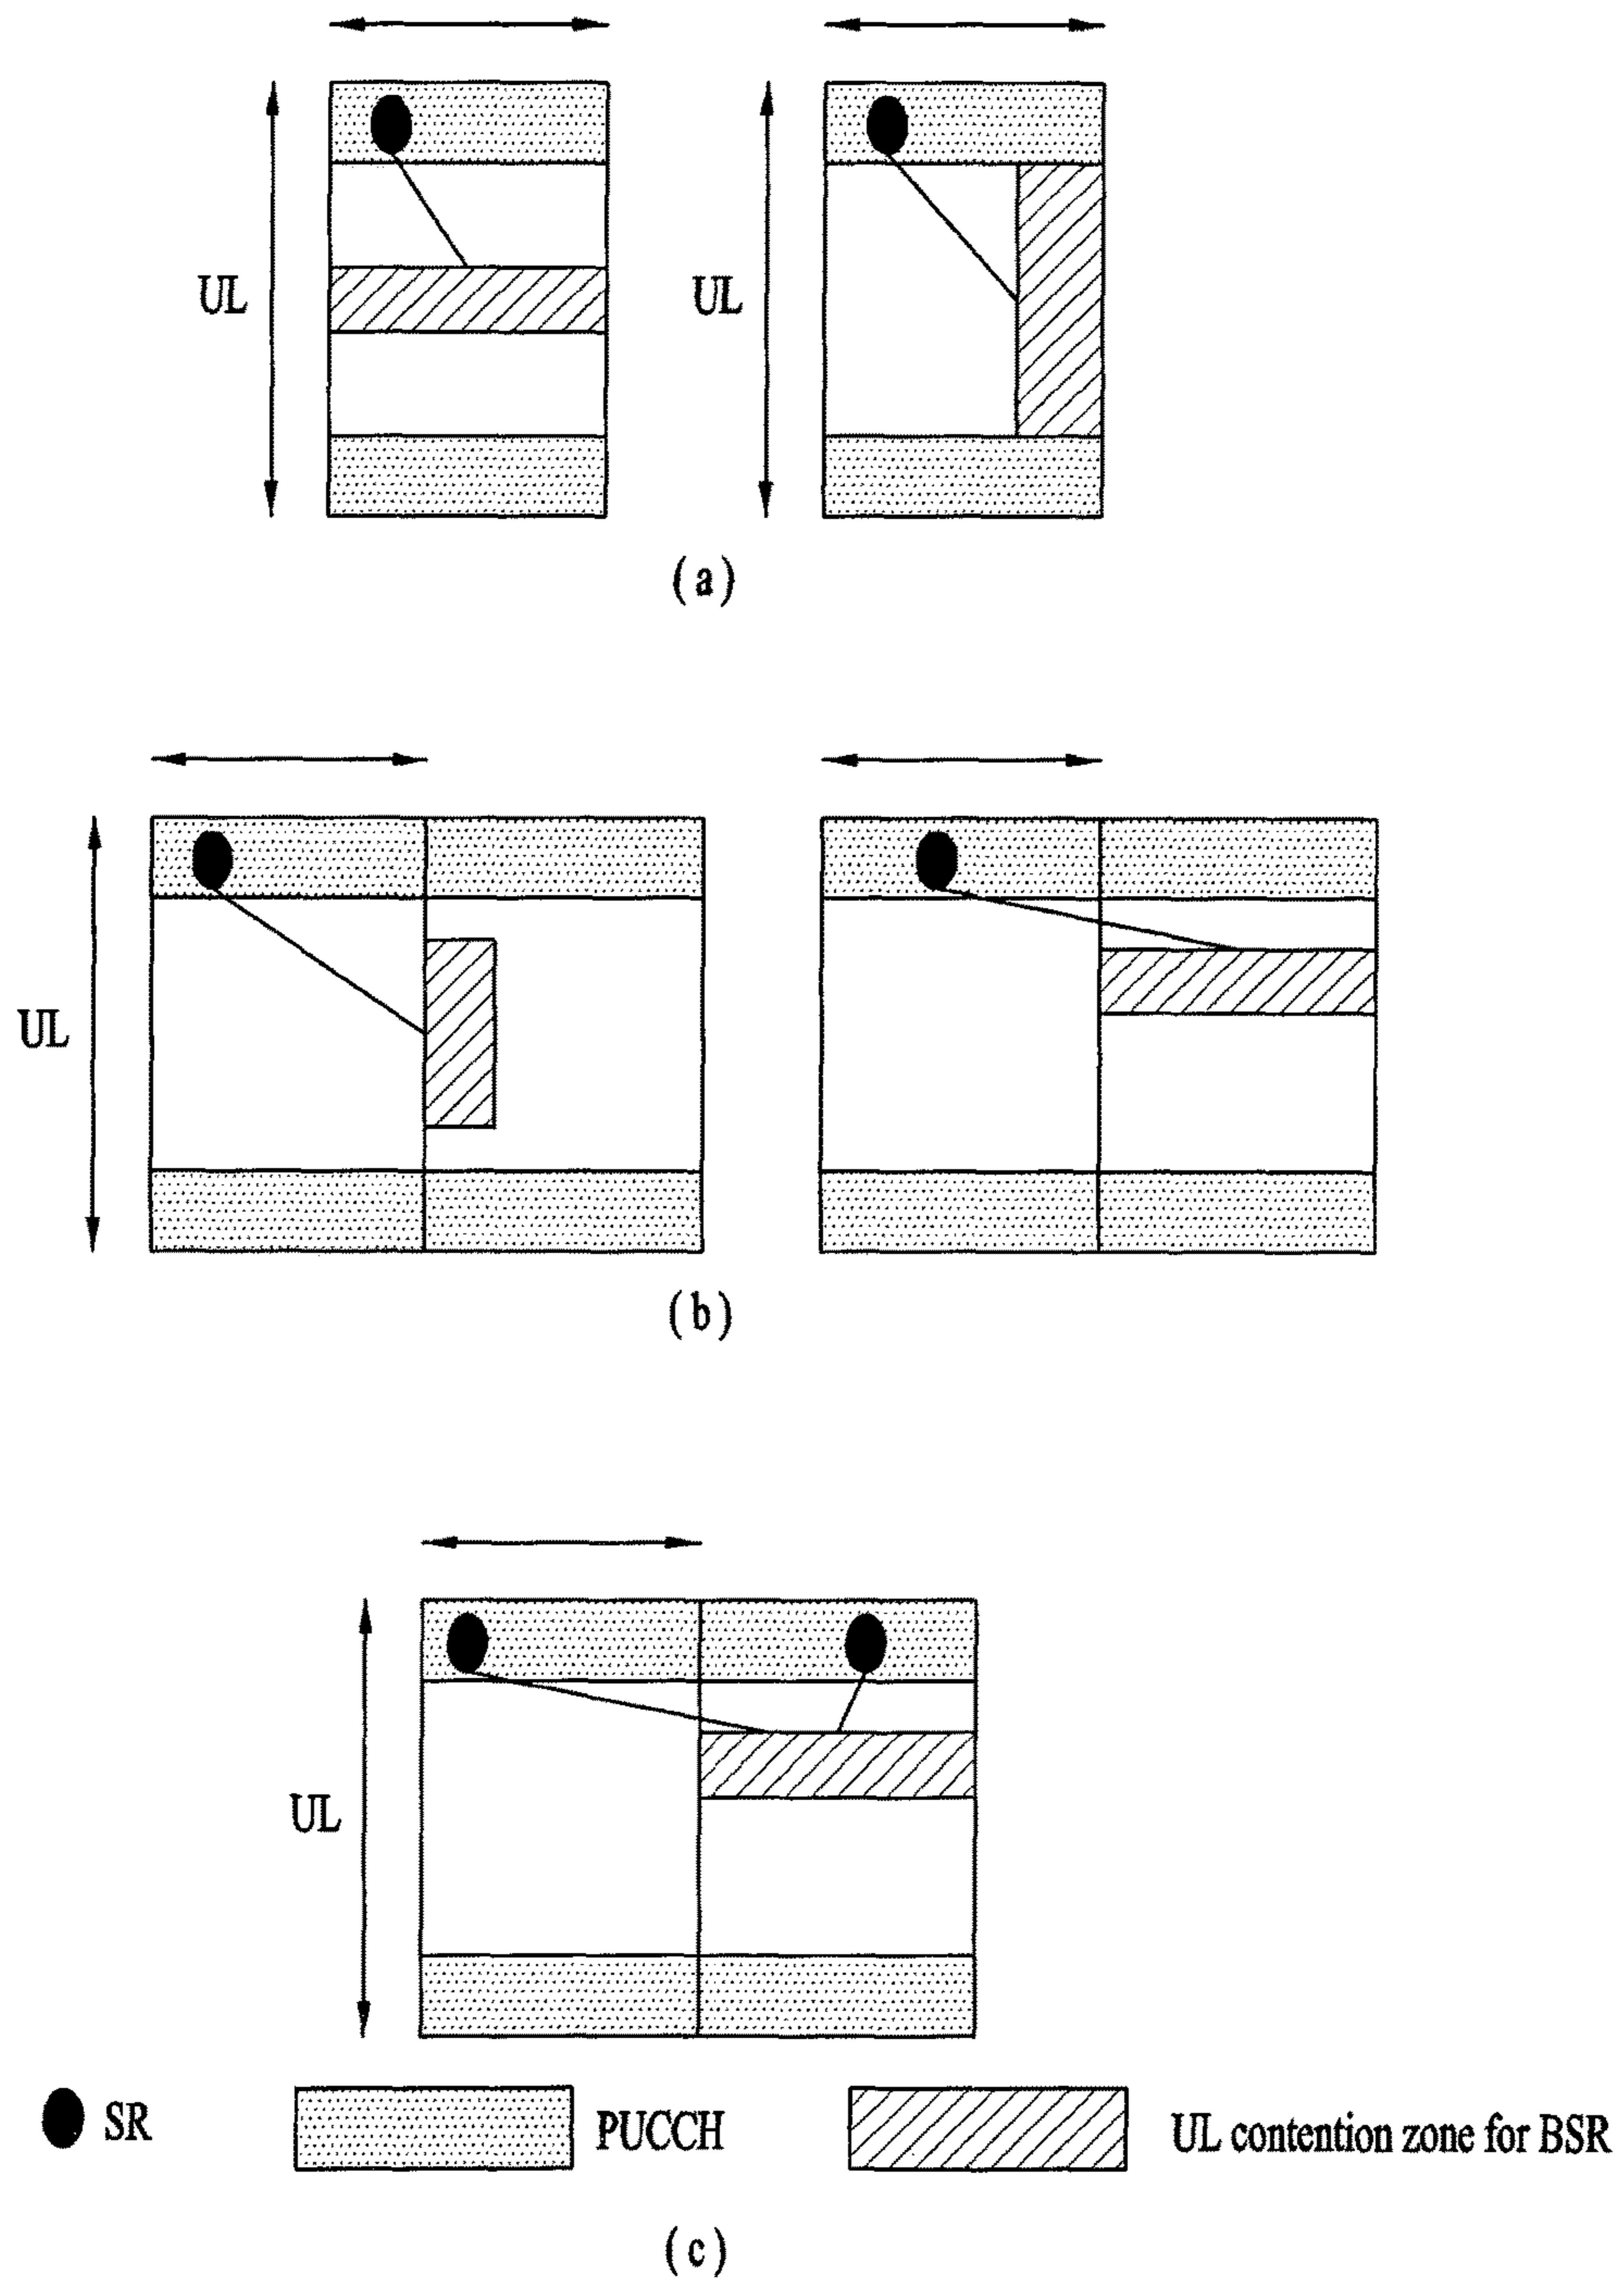 UL
UL
(a)
UL
(b)
UL
SR
PUCCH
UL contention zone for BSR
(c)